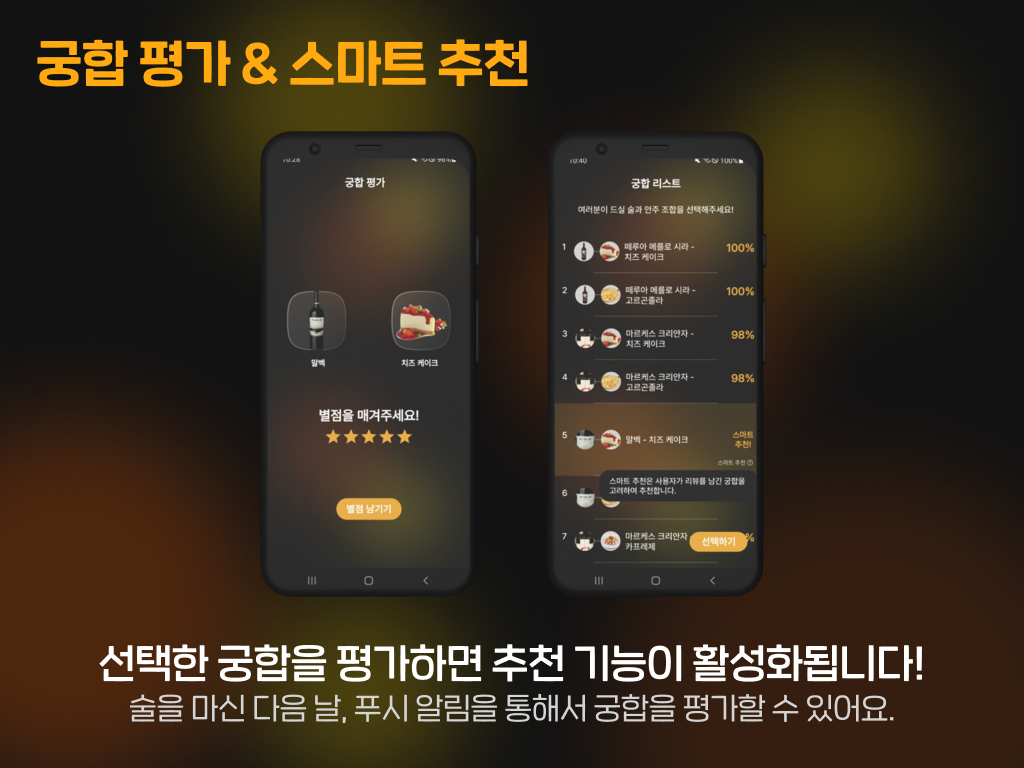 궁합 평가 & 스마트 추천
10:28
96%
궁합 평가
말벡
치즈 케이크
별점을 매겨주세요!
별점 남기기
10:40
100%
궁합 리스트
여러분이 드실 술과 안주 조합을 선택해주세요!
1
떼루아 메를로 시라 -
치즈 케이크
100%
2
떼루아 메를로 시라 -
고르곤졸라
100%
3
마르케스 크리안자 -
치즈 케이크
98%
4
마르케스 크리안자 -
고르곤졸라
98%
5
말벡 - 치즈 케이크
스마트
추천!
스마트 추천 ?
스마트 추천은 사용자가 리뷰를 남긴 궁합을
고려하여 추천합니다.
6
7
마르케스 크리안자
카프레제
선택하기
%
선택한 궁합을 평가하면 추천 기능이 활성화됩니다!
술을 마신 다음 날, 푸시 알림을 통해서 궁합을 평가할 수 있어요.